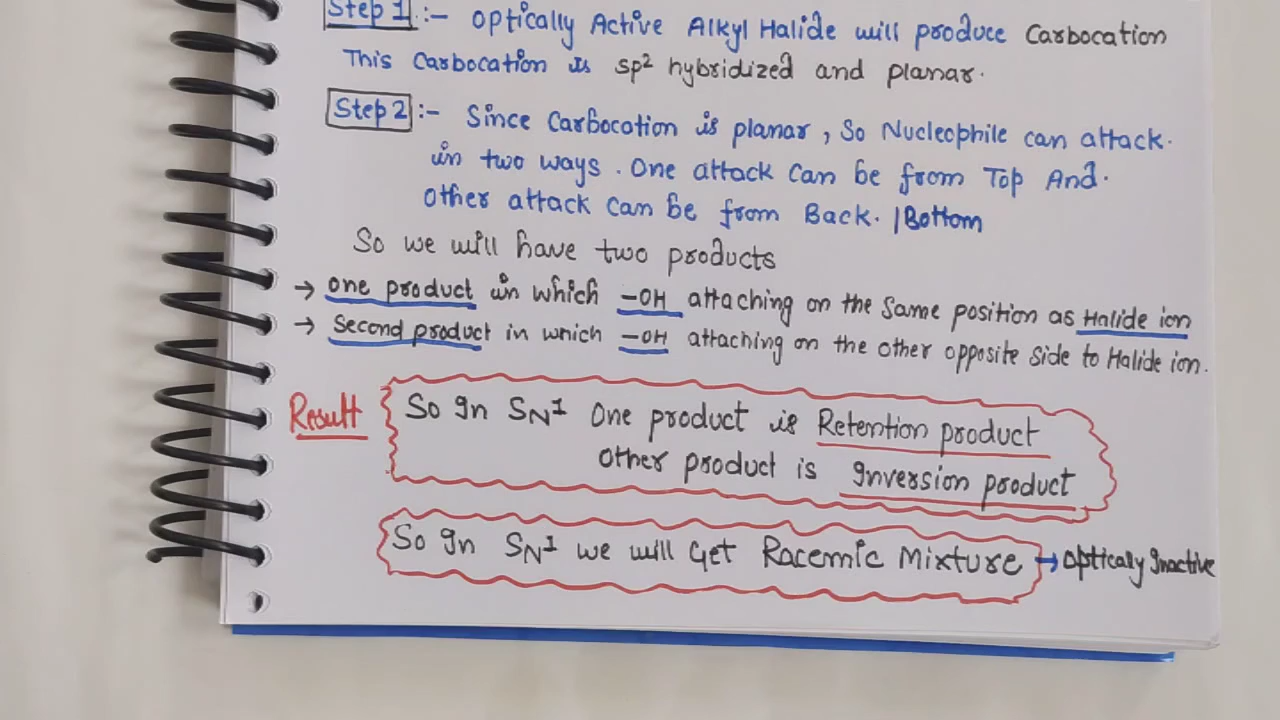 Step 1 :- Optically Active Alkyl Halide will produce Carbocation
This Carbocation is sp² hybridized and planar.
Step 2 :- Since Carbocation is planar, So Nucleophile can attack.
in two ways. One attack can be from Top And.
Other attack can be from Back. /Bottom
So we will have two products
→ One product in which -OH attaching on the Same position as Halide ion
→ Second product in which -OH attaching on the other opposite side to Halide ion.
Result
So In SN1 One product is Retention product
Other product is Inversion product
So In SN1 we will Get Racemic Mixture → Optically Inactive